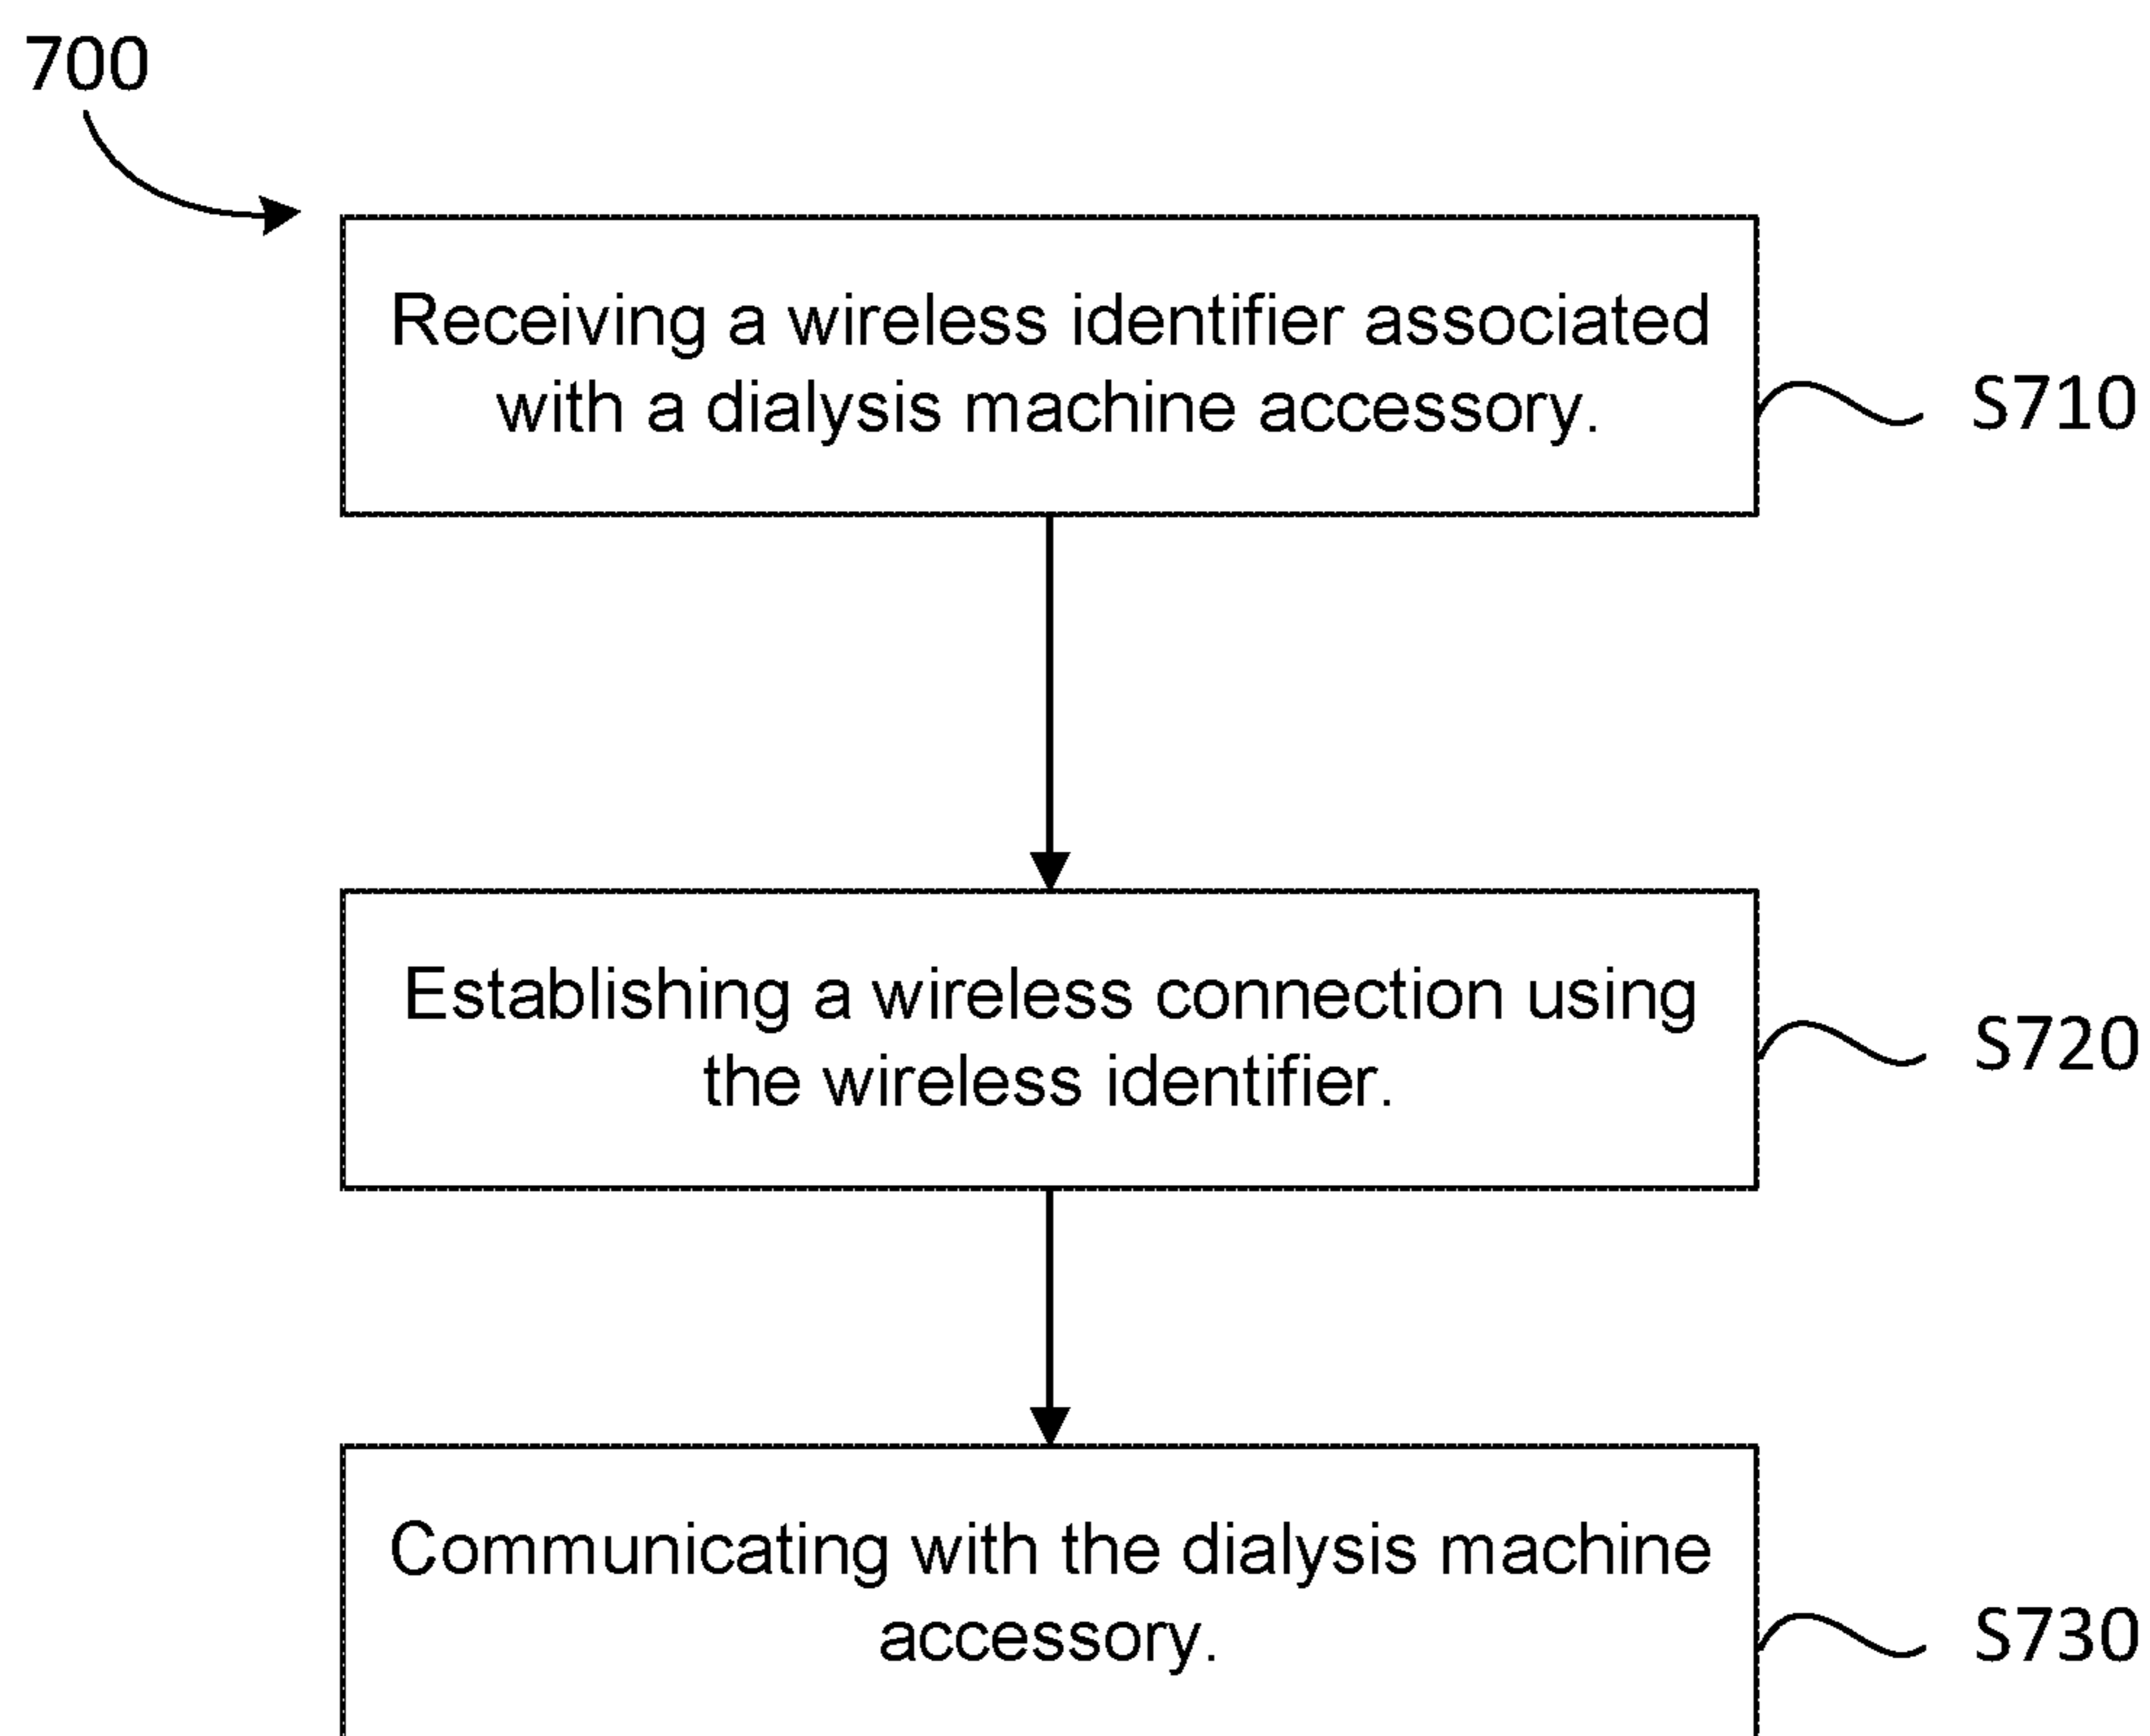 700
Receiving a wireless identifier associated
with a dialysis machine accessory.
S710
Establishing a wireless connection using
the wireless identifier.
S720
Communicating with the dialysis machine
accessory.
S730